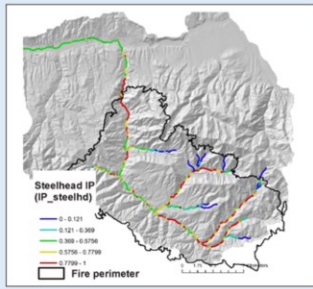 Steelhead IP
(IP_steelhd)
0 - 0.121
0.121 - 0.369
0.369 - 0.5756
0.5756 - 0.7799
0.7799 - 1
Fire perimeter